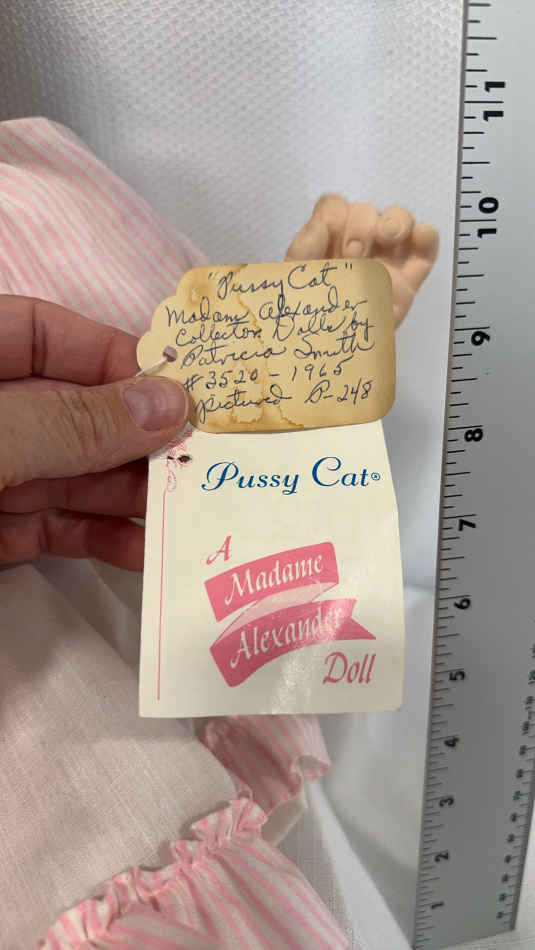 "Pussy Cat"
Madam Alexander
Collector Dolls by
Patricia Smith
#3520 - 1965
pictured P-248
Pussy Cat®
A
Madame
Alexander
Doll
11
10
9
8
7
6
5
4
3
2
1